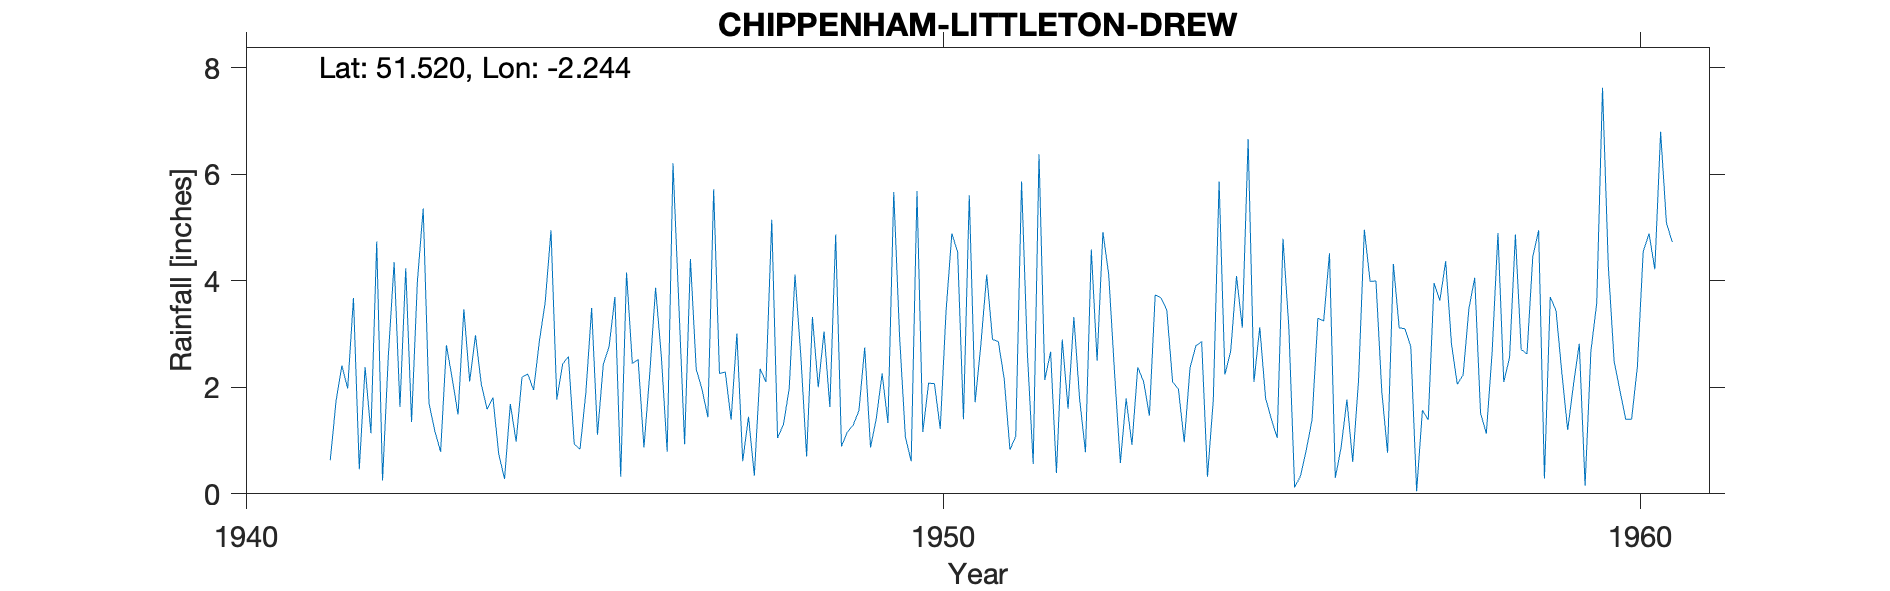 CHIPPENHAM-LITTLETON-DREW
Lat: 51.520, Lon: -2.244
8
6
4
2
0
Rainfall [inches]
1940
1950
1960
Year